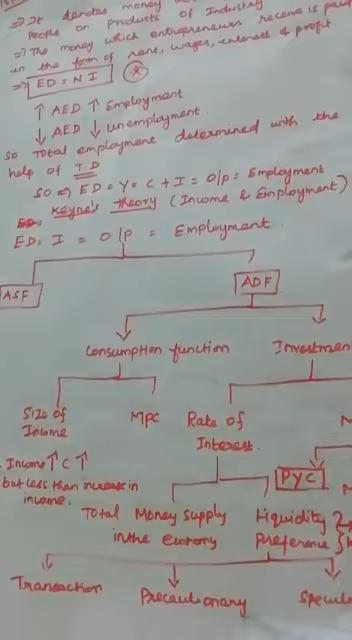 ⇒ It denotes money
People on Products of Industry
⇒ The money which entrepreneurs receive is paid
in the form of rent, wages, interest & profit.
⇒ ED = NI
↑ AED ↑ Employment
↓ AED ↓ unemployment.
So Total employment determined with the
help of T.D
So ⇒ ED = Y = C + I = O/P = Employment
ED: Keyne's theory (Income & Employment)
ED: I = O/P = Employment.
ASF ADF
Consumption function Investment
Size of MPC Rate of
Income Interest.
Income ↑ C ↑ PYC
but less than increase in
income.
Total Money Supply Liquidity
in the economy Preference
Transaction Precautionary Specul